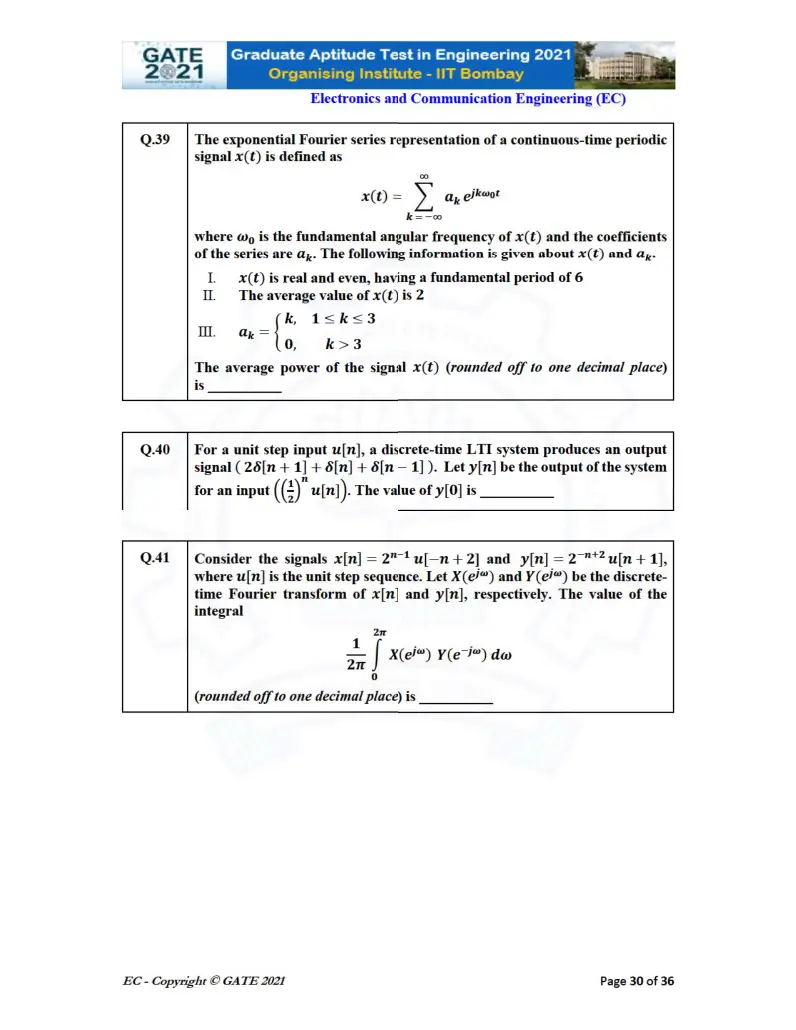 GATE
2021
Graduate Aptitude Test in Engineering 2021
Organising Institute - IIT Bombay
Electronics and Communication Engineering (EC)
Q.39
The exponential Fourier series representation of a continuous-time periodic
signal x(t) is defined as
x(t) = ∑_{k=−∞}^{∞} a_k e^{jkω₀t}
where ω₀ is the fundamental angular frequency of x(t) and the coefficients
of the series are a_k. The following information is given about x(t) and a_k.
I. x(t) is real and even, having a fundamental period of 6
II. The average value of x(t) is 2
III. a_k = { k, 1 ≤ k ≤ 3
0, k > 3
The average power of the signal x(t) (rounded off to one decimal place)
is __________
Q.40
For a unit step input u[n], a discrete-time LTI system produces an output
signal ( 2δ[n + 1] + δ[n] + δ[n − 1] ). Let y[n] be the output of the system
for an input ((1/2)^n u[n]). The value of y[0] is __________
Q.41
Consider the signals x[n] = 2^{n−1} u[−n + 2] and y[n] = 2^{−n+2} u[n + 1],
where u[n] is the unit step sequence. Let X(e^{jω}) and Y(e^{jω}) be the discrete-
time Fourier transform of x[n] and y[n], respectively. The value of the
integral
1/2π ∫_0^{2π} X(e^{jω}) Y(e^{−jω}) dω
(rounded off to one decimal place) is __________
EC - Copyright © GATE 2021
Page 30 of 36